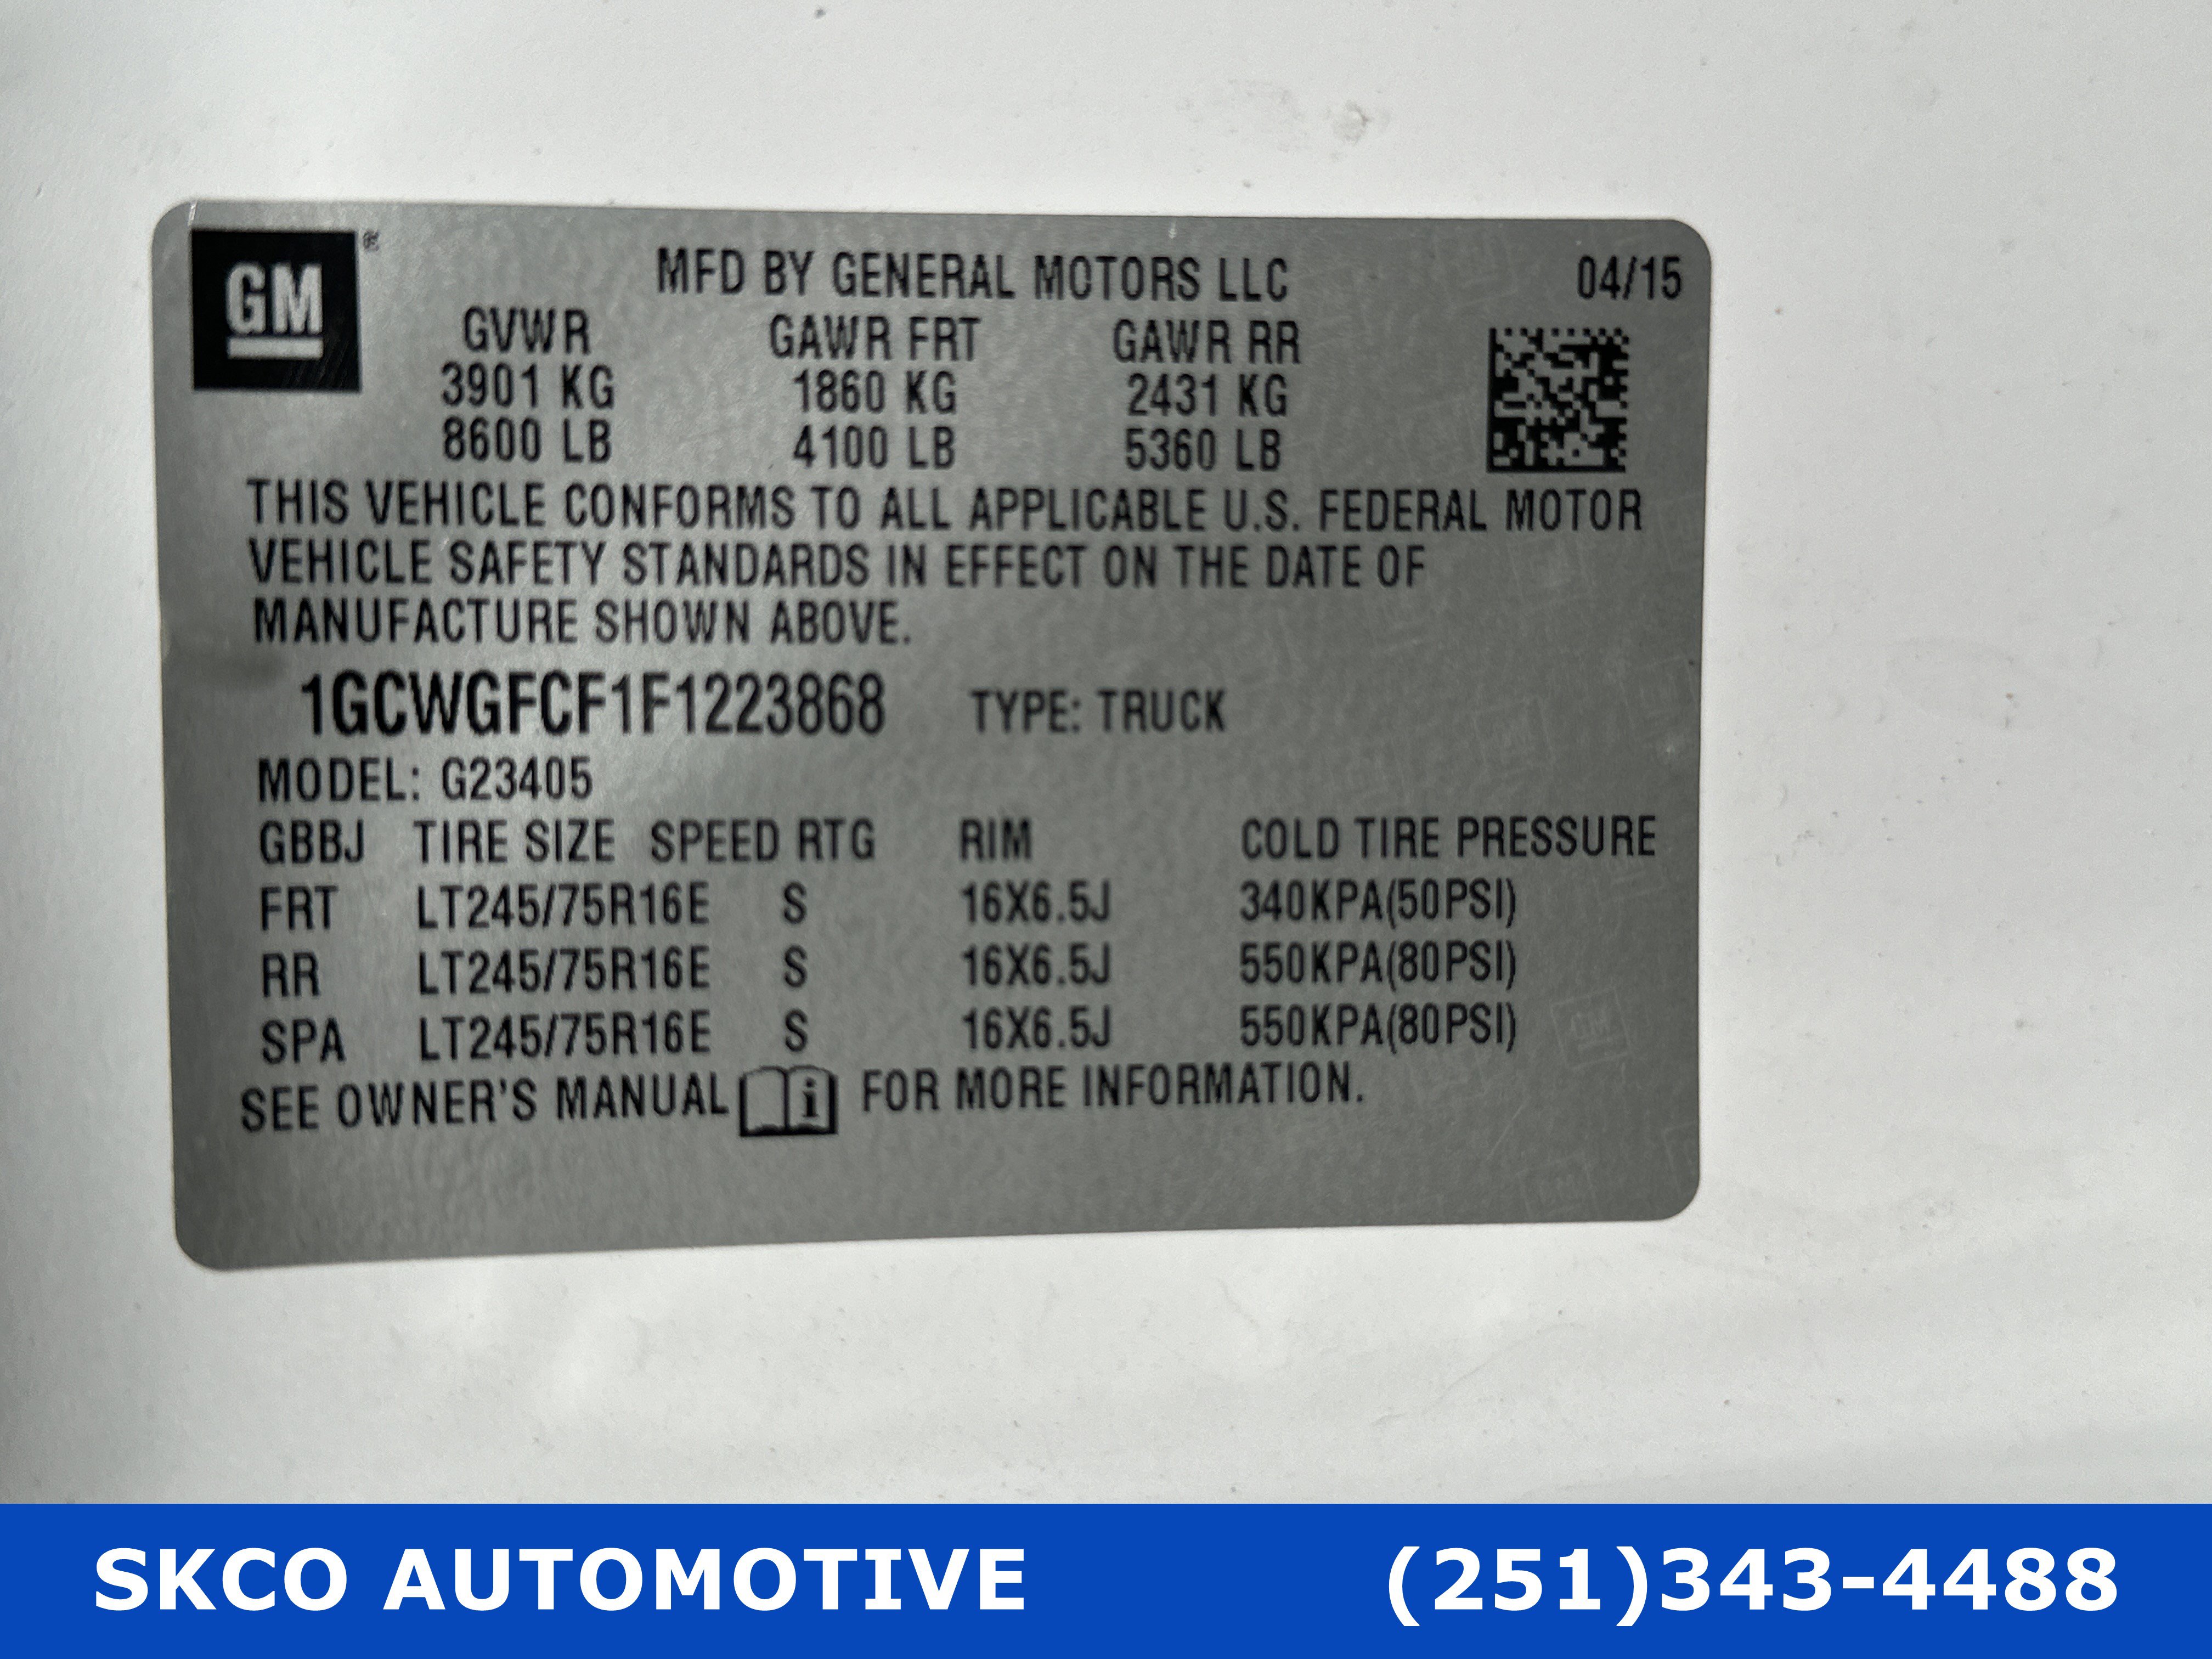 GM ®
MFD BY GENERAL MOTORS LLC 04/15
GVWR GAWR FRT GAWR RR
3901 KG 1860 KG 2431 KG
8600 LB 4100 LB 5360 LB
THIS VEHICLE CONFORMS TO ALL APPLICABLE U.S. FEDERAL MOTOR
VEHICLE SAFETY STANDARDS IN EFFECT ON THE DATE OF
MANUFACTURE SHOWN ABOVE.
1GCWGFCF1F1223868 TYPE: TRUCK
MODEL: G23405
GBBJ TIRE SIZE SPEED RTG RIM COLD TIRE PRESSURE
FRT LT245/75R16E S 16X6.5J 340KPA(50PSI)
RR LT245/75R16E S 16X6.5J 550KPA(80PSI)
SPA LT245/75R16E S 16X6.5J 550KPA(80PSI)
SEE OWNER'S MANUAL i FOR MORE INFORMATION.
SKCO AUTOMOTIVE (251)343-4488